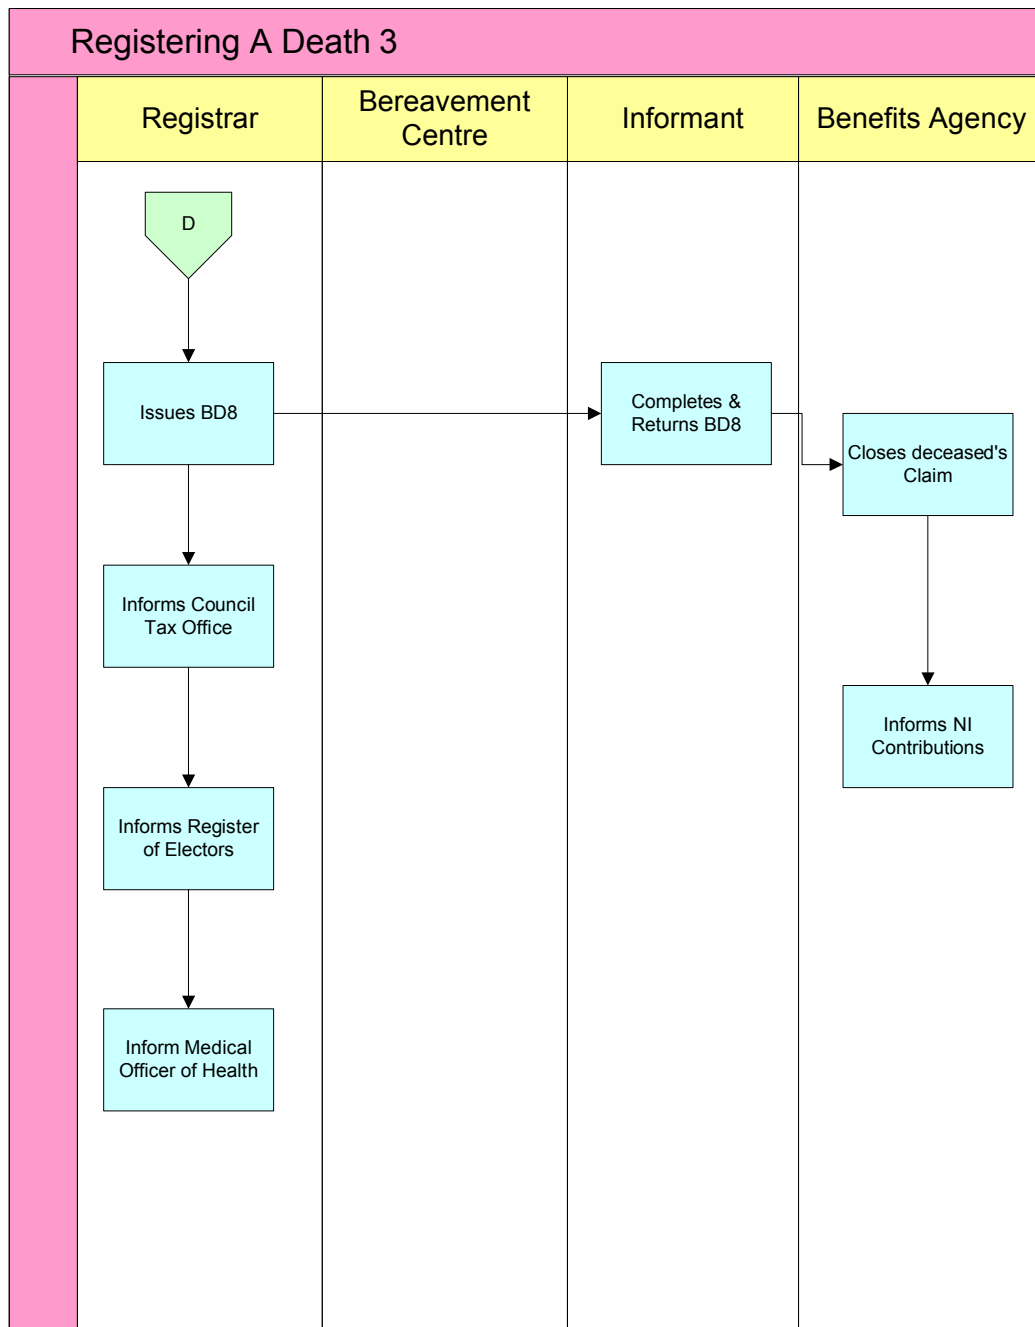 Registering A Death 3
Registrar
Bereavement
Centre
Informant
Benefits Agency
D
Issues BD8
Completes &
Returns BD8
Closes deceased's
Claim
Informs Council
Tax Office
Informs NI
Contributions
Informs Register
of Electors
Inform Medical
Officer of Health